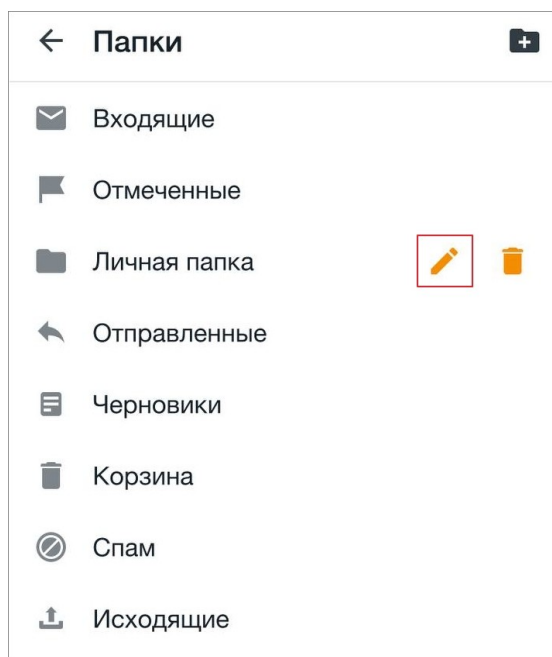 Папки
Входящие
Отмеченные
Личная папка
Отправленные
Черновики
Корзина
Спам
Исходящие